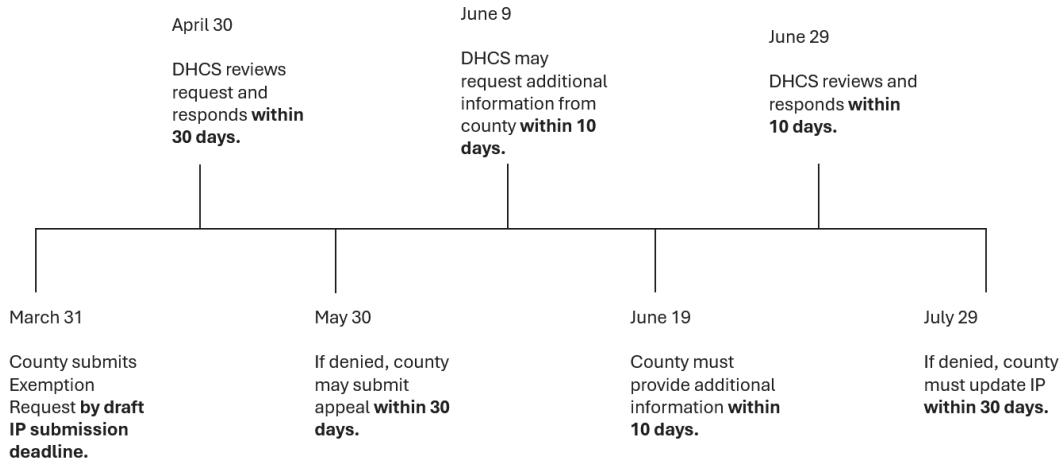 April 30
DHCS reviews
request and
responds within
30 days.
June 9
DHCS may
request additional
information from
county within 10
days.
June 29
DHCS reviews and
responds within
10 days.
March 31
County submits
Exemption
Request by draft
IP submission
deadline.
May 30
If denied, county
may submit
appeal within 30
days.
June 19
County must
provide additional
information within
10 days.
July 29
If denied, county
must update IP
within 30 days.